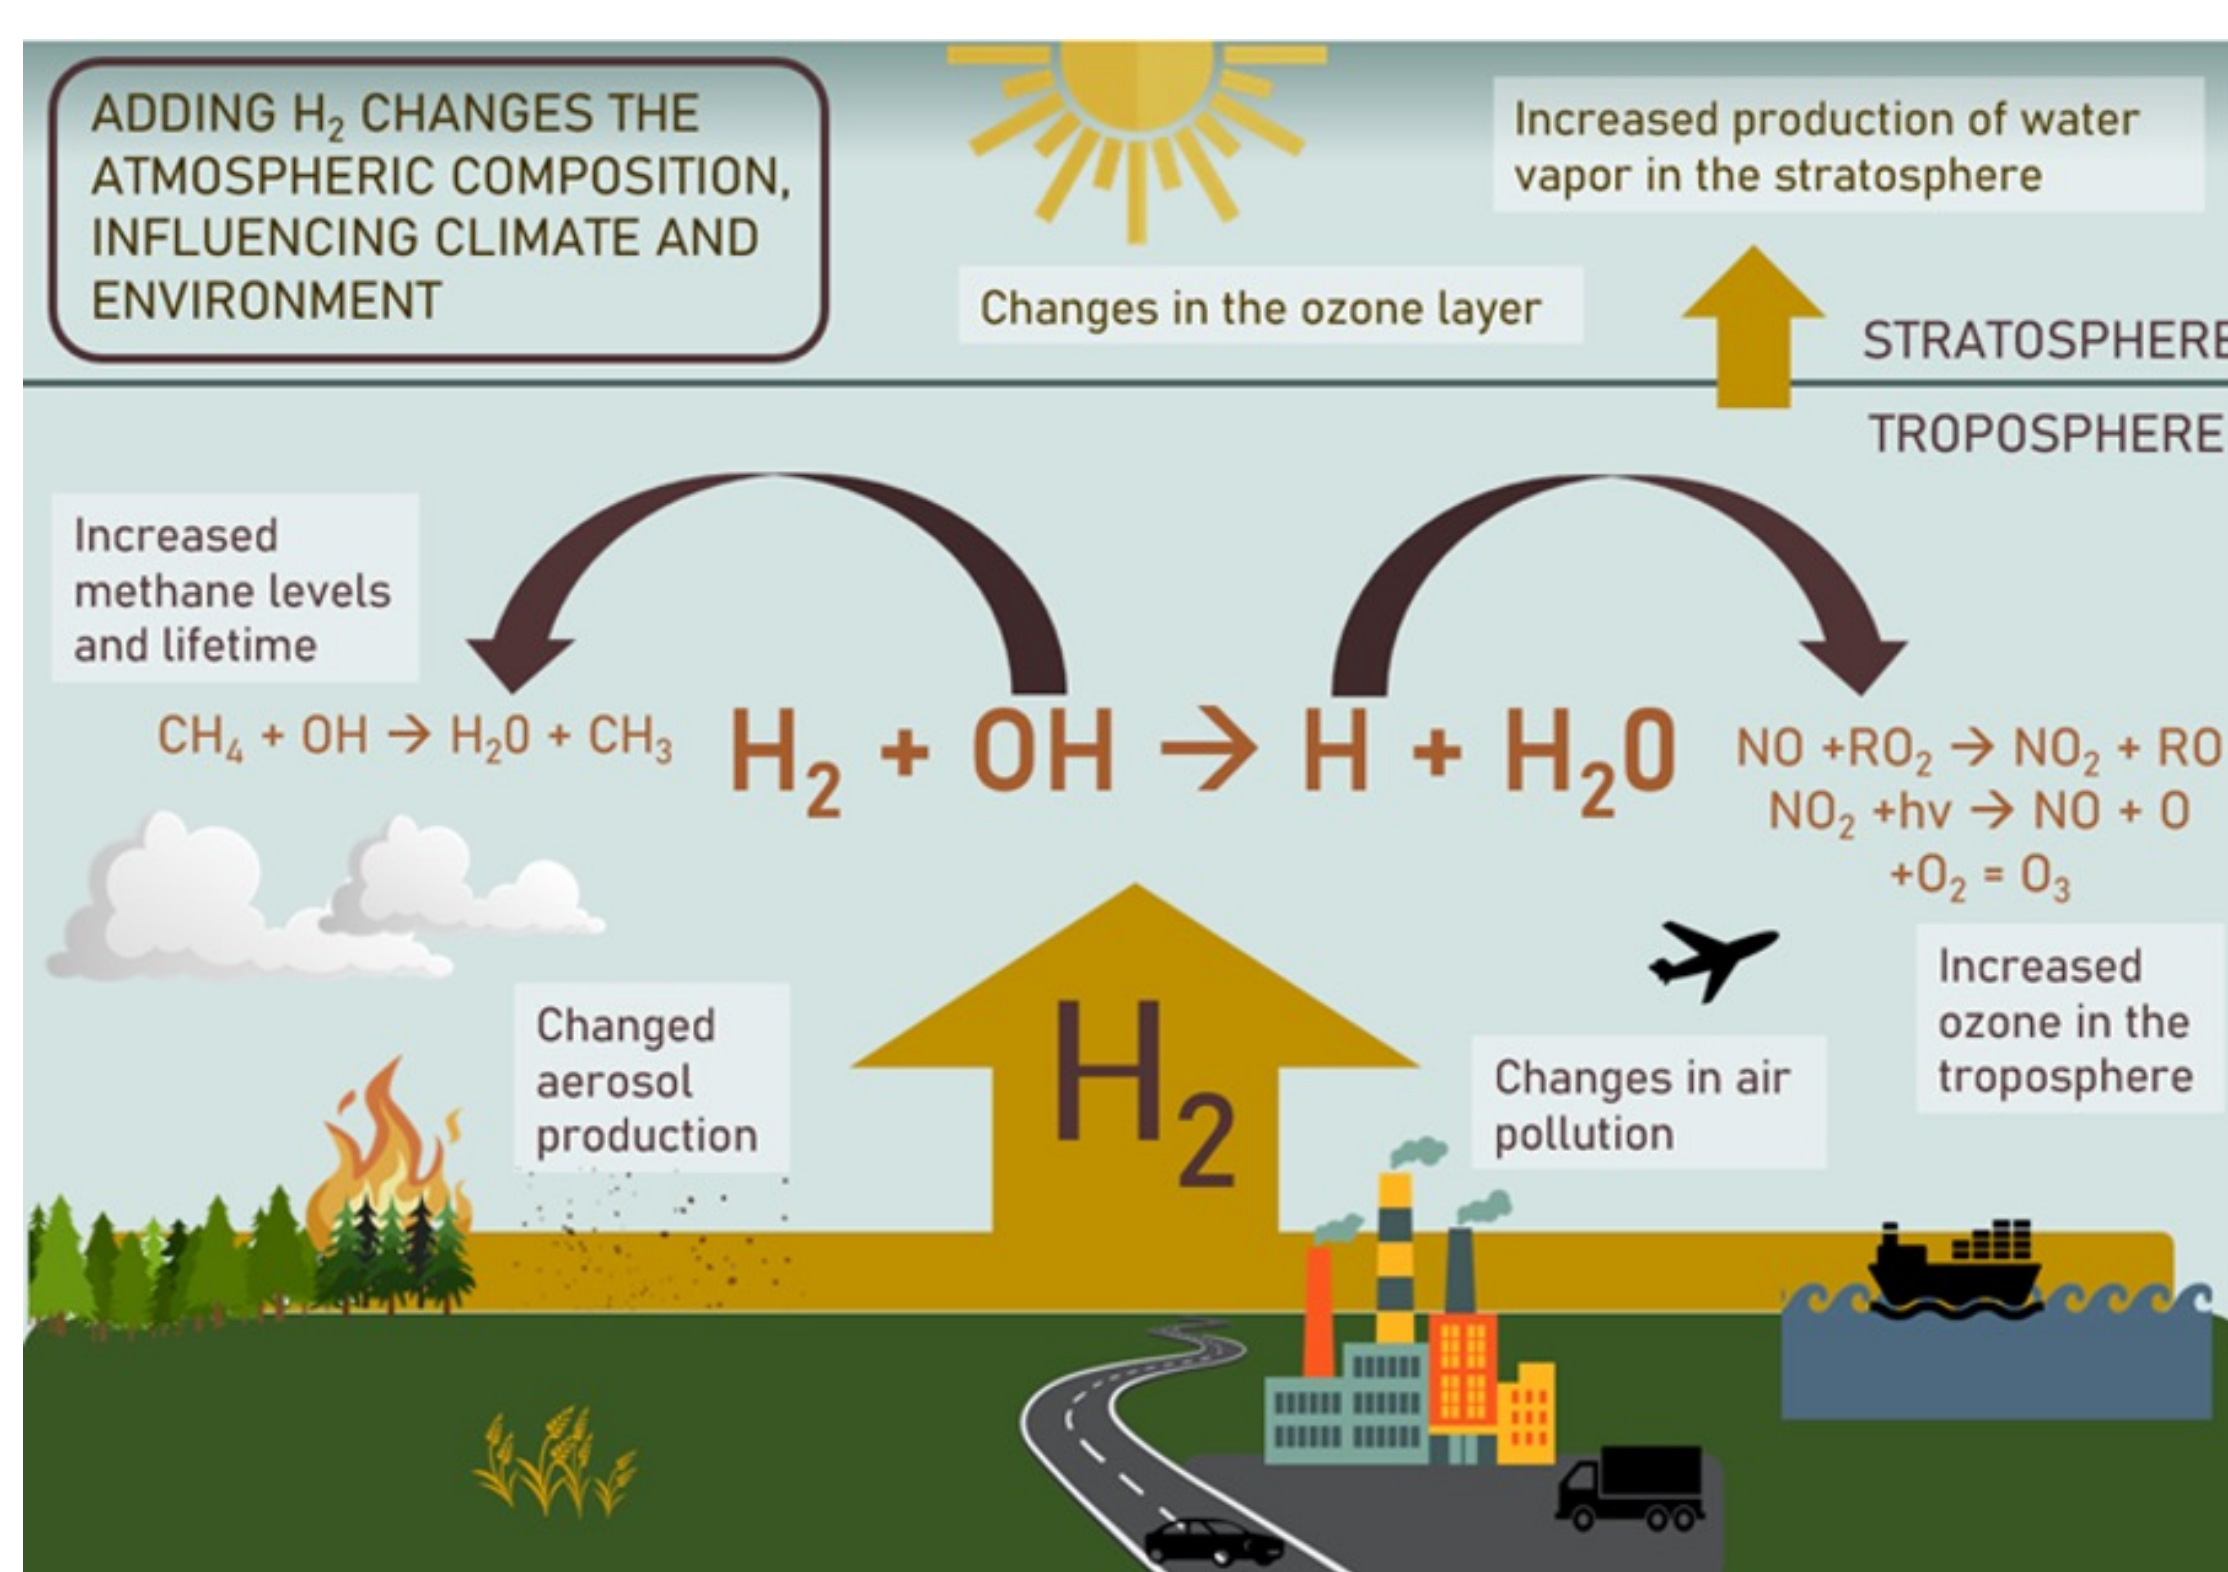 ADDING H₂ CHANGES THE
ATMOSPHERIC COMPOSITION,
INFLUENCING CLIMATE AND
ENVIRONMENT
Increased production of water
vapor in the stratosphere
Changes in the ozone layer
STRATOSPHERE
TROPOSPHERE
Increased
methane levels
and lifetime
CH₄ + OH → H₂O + CH₃
H₂ + OH → H + H₂O
NO +RO₂ → NO₂ + RO
NO₂ +hv → NO + O
+O₂ = O₃
Increased
ozone in the
troposphere
Changed
aerosol
production
H₂
Changes in air
pollution